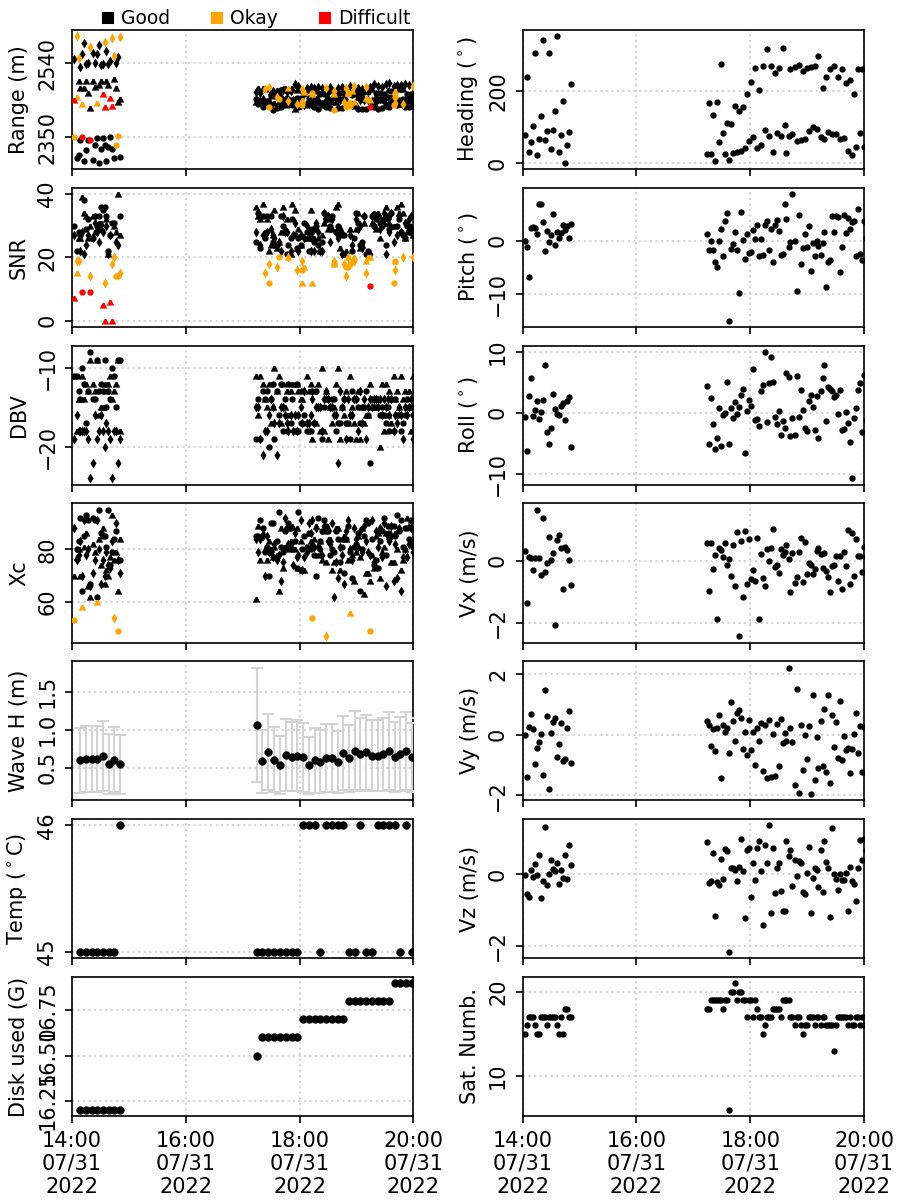 Good Okay Difficult
Range (m)
2540
2350
Heading (°)
200
0
SNR
40
20
0
Pitch (°)
0
−10
DBV
−10
−20
Roll (°)
10
0
−10
Xc
80
60
Vx (m/s)
0
−2
Wave H (m)
1.5
1.0
0.5
Vy (m/s)
2
0
−2
Temp (°C)
46
45
Vz (m/s)
0
−2
Disk used (G)
16.75
16.50
16.25
Sat. Numb.
20
10
14:00 16:00 18:00 20:00
07/31 07/31 07/31 07/31
2022 2022 2022 2022
14:00 16:00 18:00 20:00
07/31 07/31 07/31 07/31
2022 2022 2022 2022